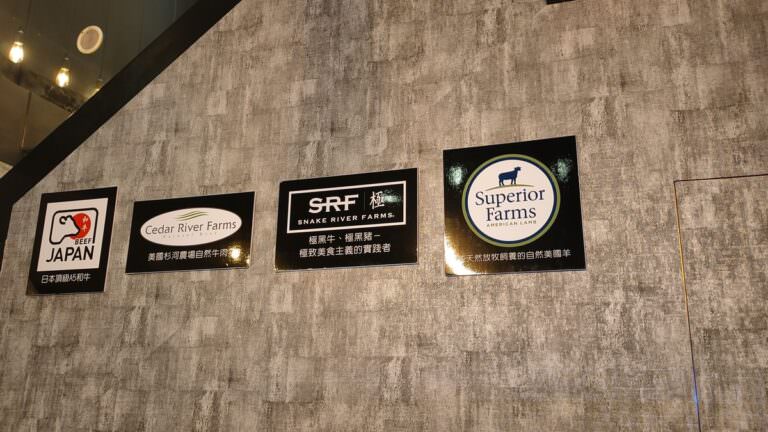 BEEF
JAPAN
日本頂級A5和牛
Cedar River Farms
美國杉河農場自然牛肉
SRF 極
SNAKE RIVER FARMS®
極黑牛、極黑豬－
極致美食主義的實踐者
Superior
Farms
AMERICAN LAMB
天然放牧飼養的自然美國羊